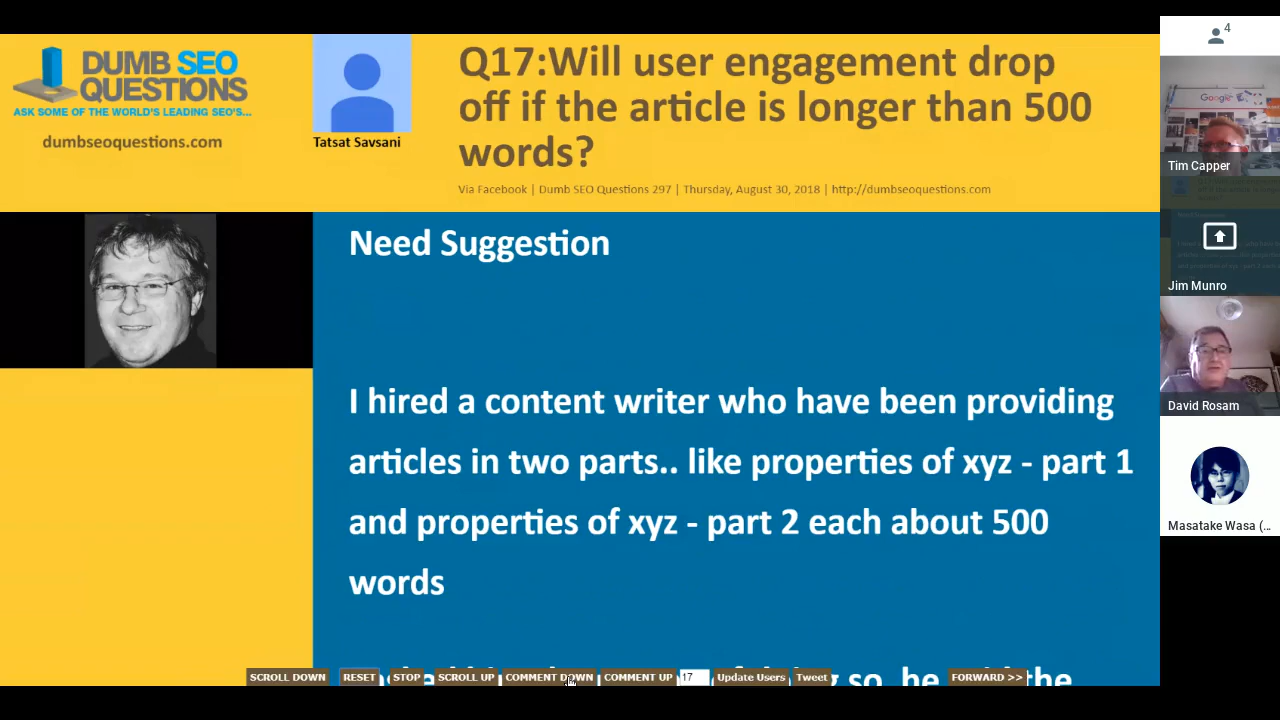 DUMB SEO
QUESTIONS
ASK SOME OF THE WORLD'S LEADING SEO'S...
dumbseoquestions.com
Tatsat Savsani
Q17:Will user engagement drop
off if the article is longer than 500
words?
Via Facebook | Dumb SEO Questions 297 | Thursday, August 30, 2018 | http://dumbseoquestions.com
Need Suggestion
I hired a content writer who have been providing
articles in two parts.. like properties of xyz - part 1
and properties of xyz - part 2 each about 500
words
so, he the
SCROLL DOWN RESET STOP SCROLL UP COMMENT DOWN COMMENT UP 17 Update Users Tweet FORWARD >>
4
Google
Tim Capper
Jim Munro
David Rosam
Masatake Wasa (...